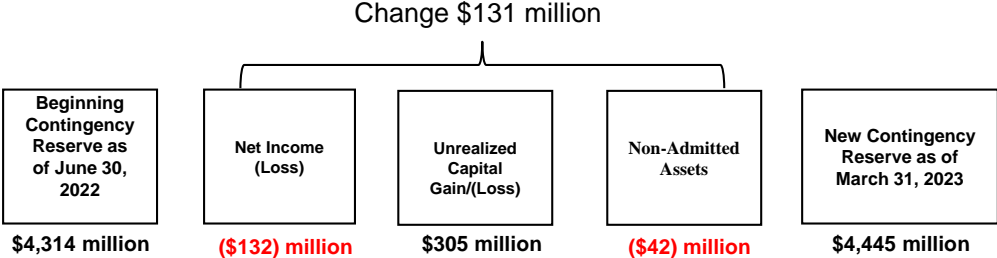 Change $131 million
Beginning
Contingency
Reserve as
of June 30,
2022
Net Income
(Loss)
Unrealized
Capital
Gain/(Loss)
Non-Admitted
Assets
New Contingency
Reserve as of
March 31, 2023
$4,314 million
($132) million
$305 million
($42) million
$4,445 million